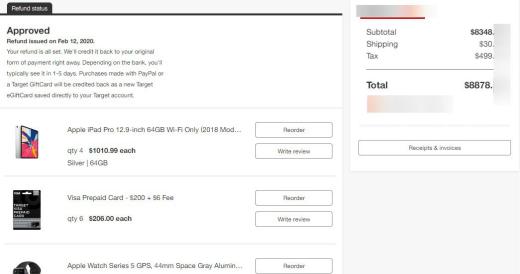 Refund status
Approved
Refund issued on Feb 12, 2020.
Your refund is all set. We'll credit it back to your original
form of payment right away. Depending on the bank, you'll
typically see it in 1-5 days. Purchases made with PayPal or
a Target GiftCard will be credited back as a new Target
eGiftCard saved directly to your Target account.
Apple iPad Pro 12.9-inch 64GB Wi-Fi Only (2018 Mod...
Reorder
qty 4 $1010.99 each
Write review
Silver | 64GB
VISA
TARGET
VISA
PREPAID
CARD
Visa Prepaid Card - $200 + $6 Fee
Reorder
qty 6 $206.00 each
Write review
Apple Watch Series 5 GPS, 44mm Space Gray Alumin...
Reorder
Subtotal $8348.
Shipping $30.
Tax $499.
Total $8878.
Receipts & invoices